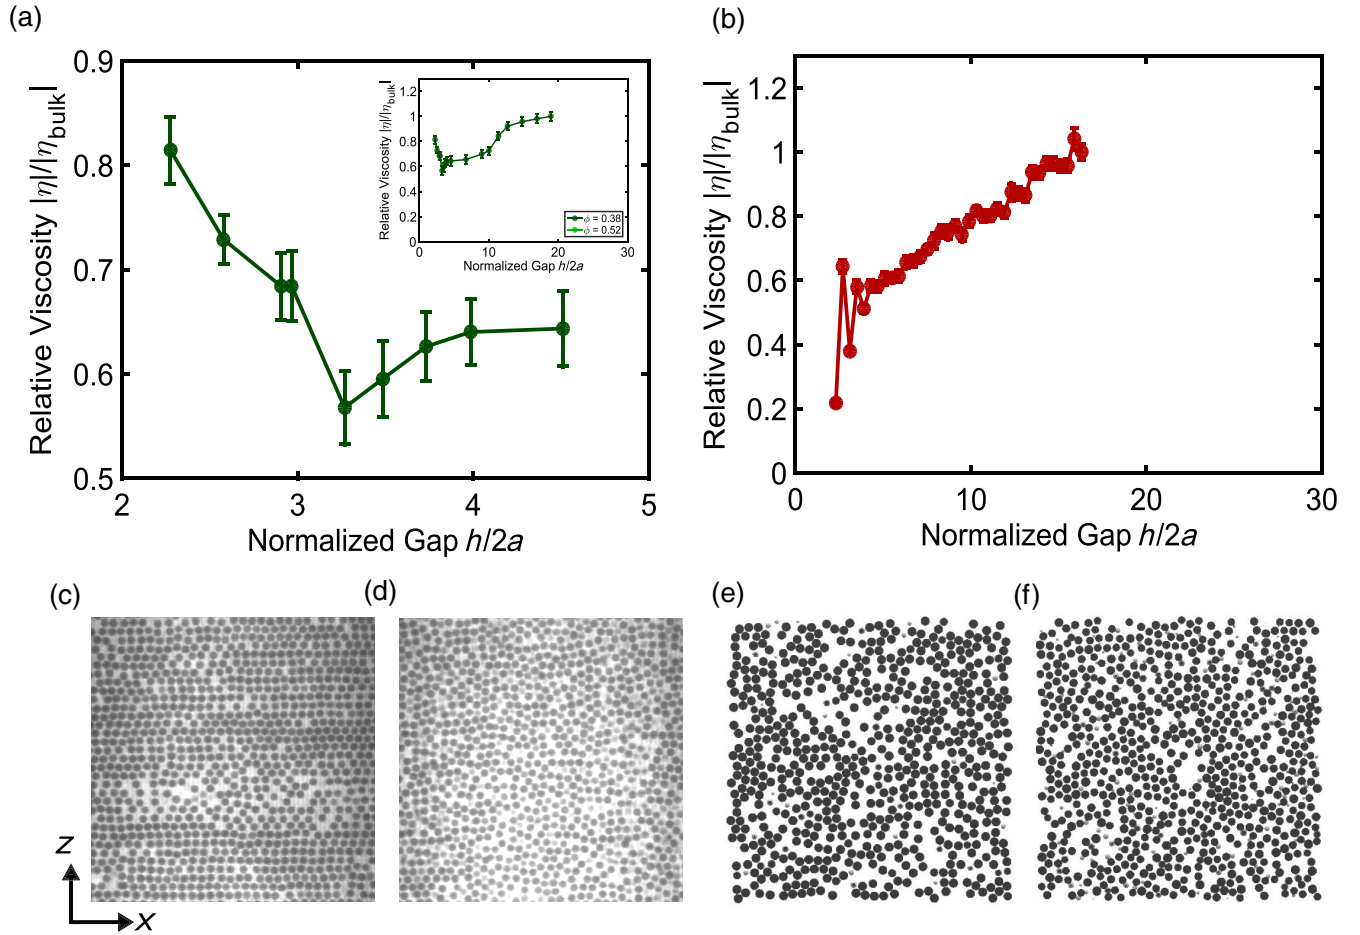 (a)
(b)
Relative Viscosity |η|/|η_bulk|
0.9
0.8
0.7
0.6
0.5
2
3
4
5
Normalized Gap h/2a
Relative Viscosity |η|/|η_bulk|
1.2
1
0.8
0.6
0.4
0.2
0
0
10
20
30
Normalized Gap h/2a
ϕ = 0.38
ϕ = 0.52
Relative Viscosity |η|/|η_bulk|
1.2
1
0.8
0.6
0.4
0.2
0
0
10
20
30
Normalized Gap h/2a
(c)
(d)
(e)
(f)
z
x